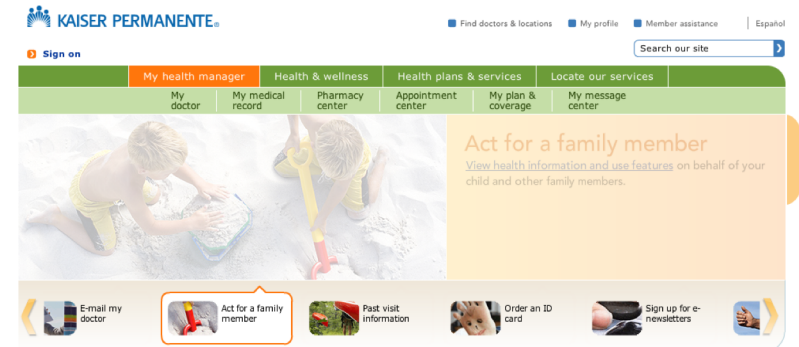 KAISER PERMANENTE®
Find doctors & locations My profile Member assistance Español
Sign on
Search our site
My health manager Health & wellness Health plans & services Locate our services
My doctor
My medical record
Pharmacy center
Appointment center
My plan & coverage
My message center
Act for a family member
View health information and use features on behalf of your
child and other family members.
E-mail my
doctor
Act for a family
member
Past visit
information
Order an ID
card
Sign up for e-
newsletters